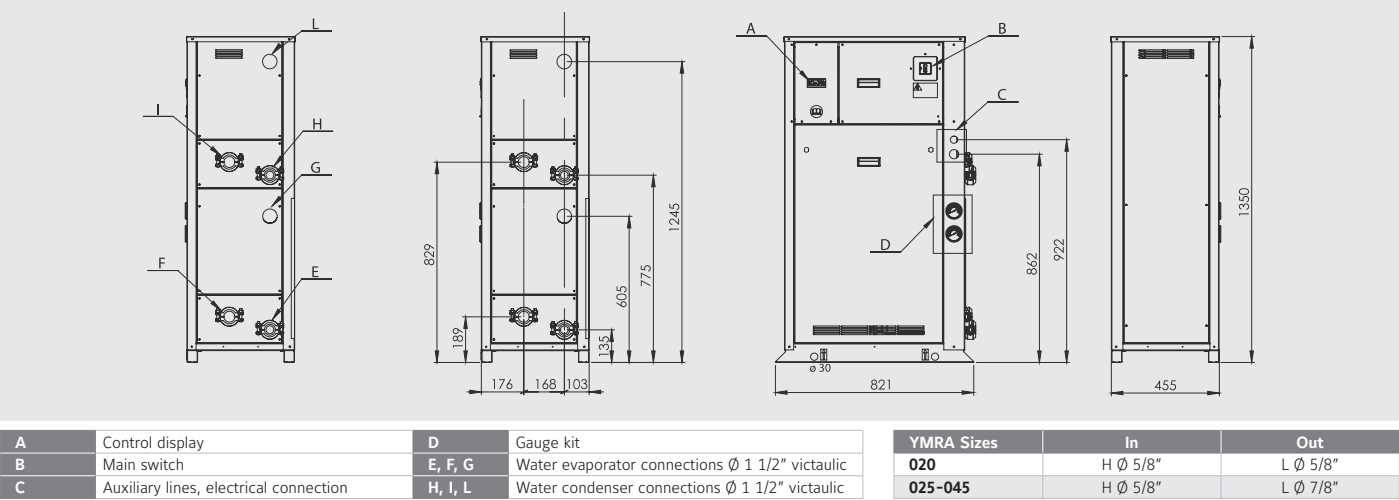 L
A
B
C
I
H
G
D
F
E
829
189
1245
775
605
135
176
168
103
ø 30
821
862
922
1350
455
A Control display D Gauge kit
B Main switch E, F, G Water evaporator connections Ø 1 1/2” victaulic
C Auxiliary lines, electrical connection H, I, L Water condenser connections Ø 1 1/2” victaulic
YMRA Sizes In Out
020 H Ø 5/8” L Ø 5/8”
025-045 H Ø 5/8” L Ø 7/8”